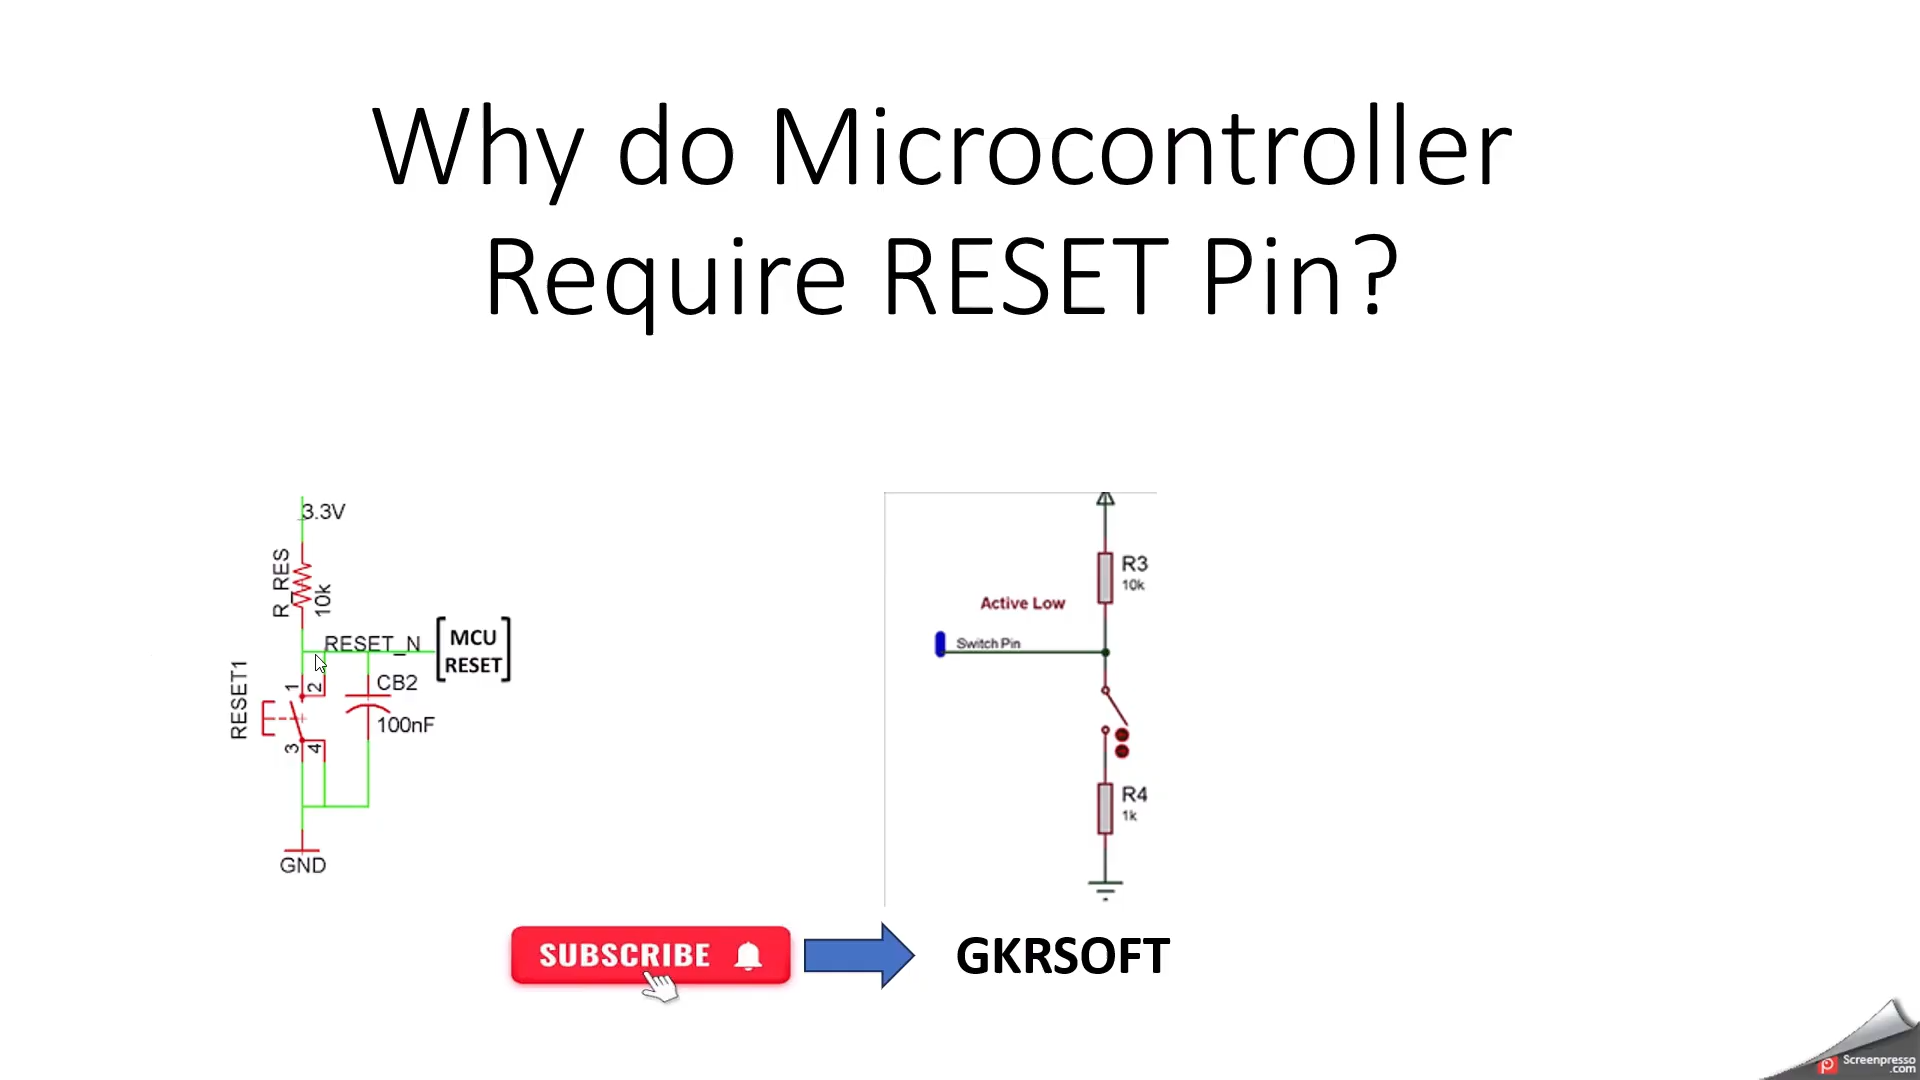 Why do Microcontroller
Require RESET Pin?
3.3V
R_RES
10k
RESET_N
MCU
RESET
RESET1
1
2
CB2
100nF
3
4
GND
R3
10k
Active Low
Switch Pin
R4
1k
SUBSCRIBE
GKRSOFT
Screenpresso
.com